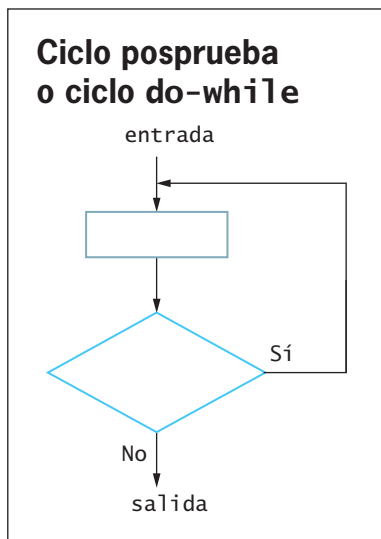 Ciclo posprueba
o ciclo do-while
entrada
Sí
No
salida